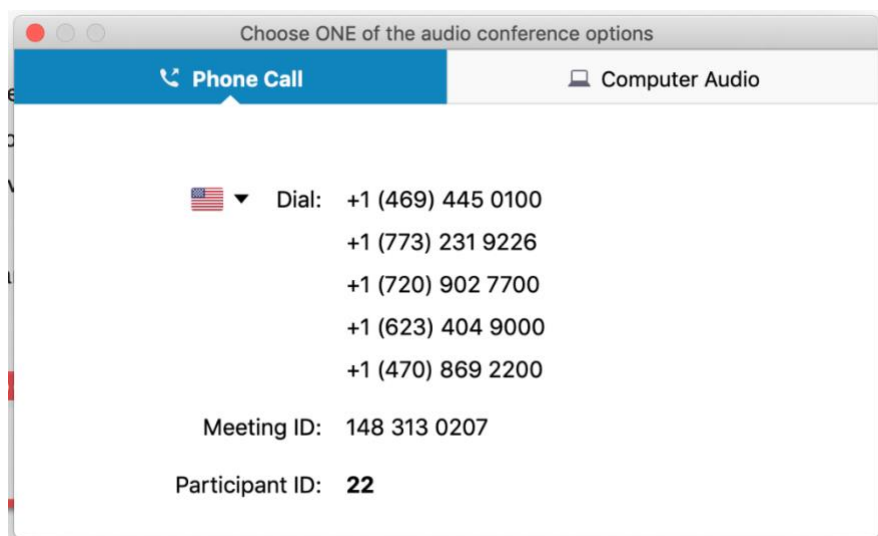 Choose ONE of the audio conference options
Phone Call
Computer Audio
Dial: +1 (469) 445 0100
+1 (773) 231 9226
+1 (720) 902 7700
+1 (623) 404 9000
+1 (470) 869 2200
Meeting ID: 148 313 0207
Participant ID: 22